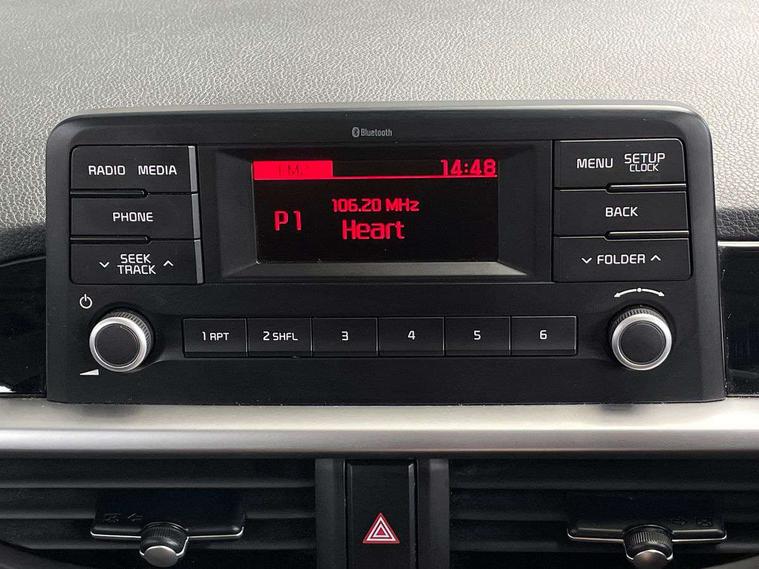 Bluetooth
RADIO MEDIA
PHONE
SEEK
TRACK
14:48
106.20 MHz
P1
Heart
MENU SETUP
CLOCK
BACK
FOLDER
1 RPT
2 SHFL
3
4
5
6